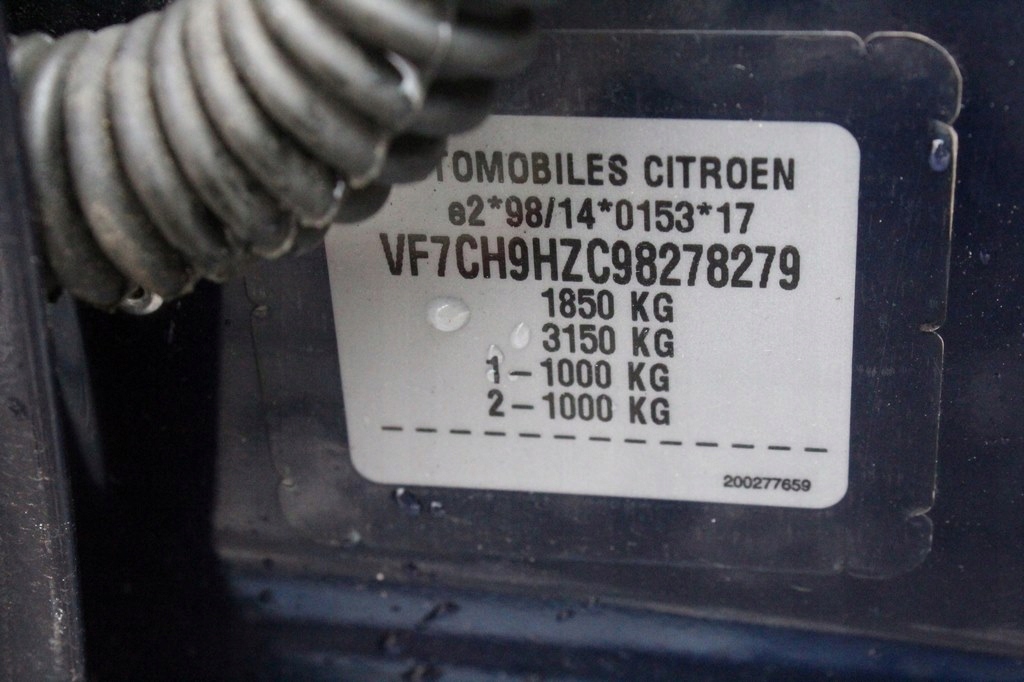 TOMOBILES CITROEN
e2*98/14*0153*17
VF7CH9HZC98278279
1850 KG
3150 KG
1-1000 KG
2-1000 KG
200277659